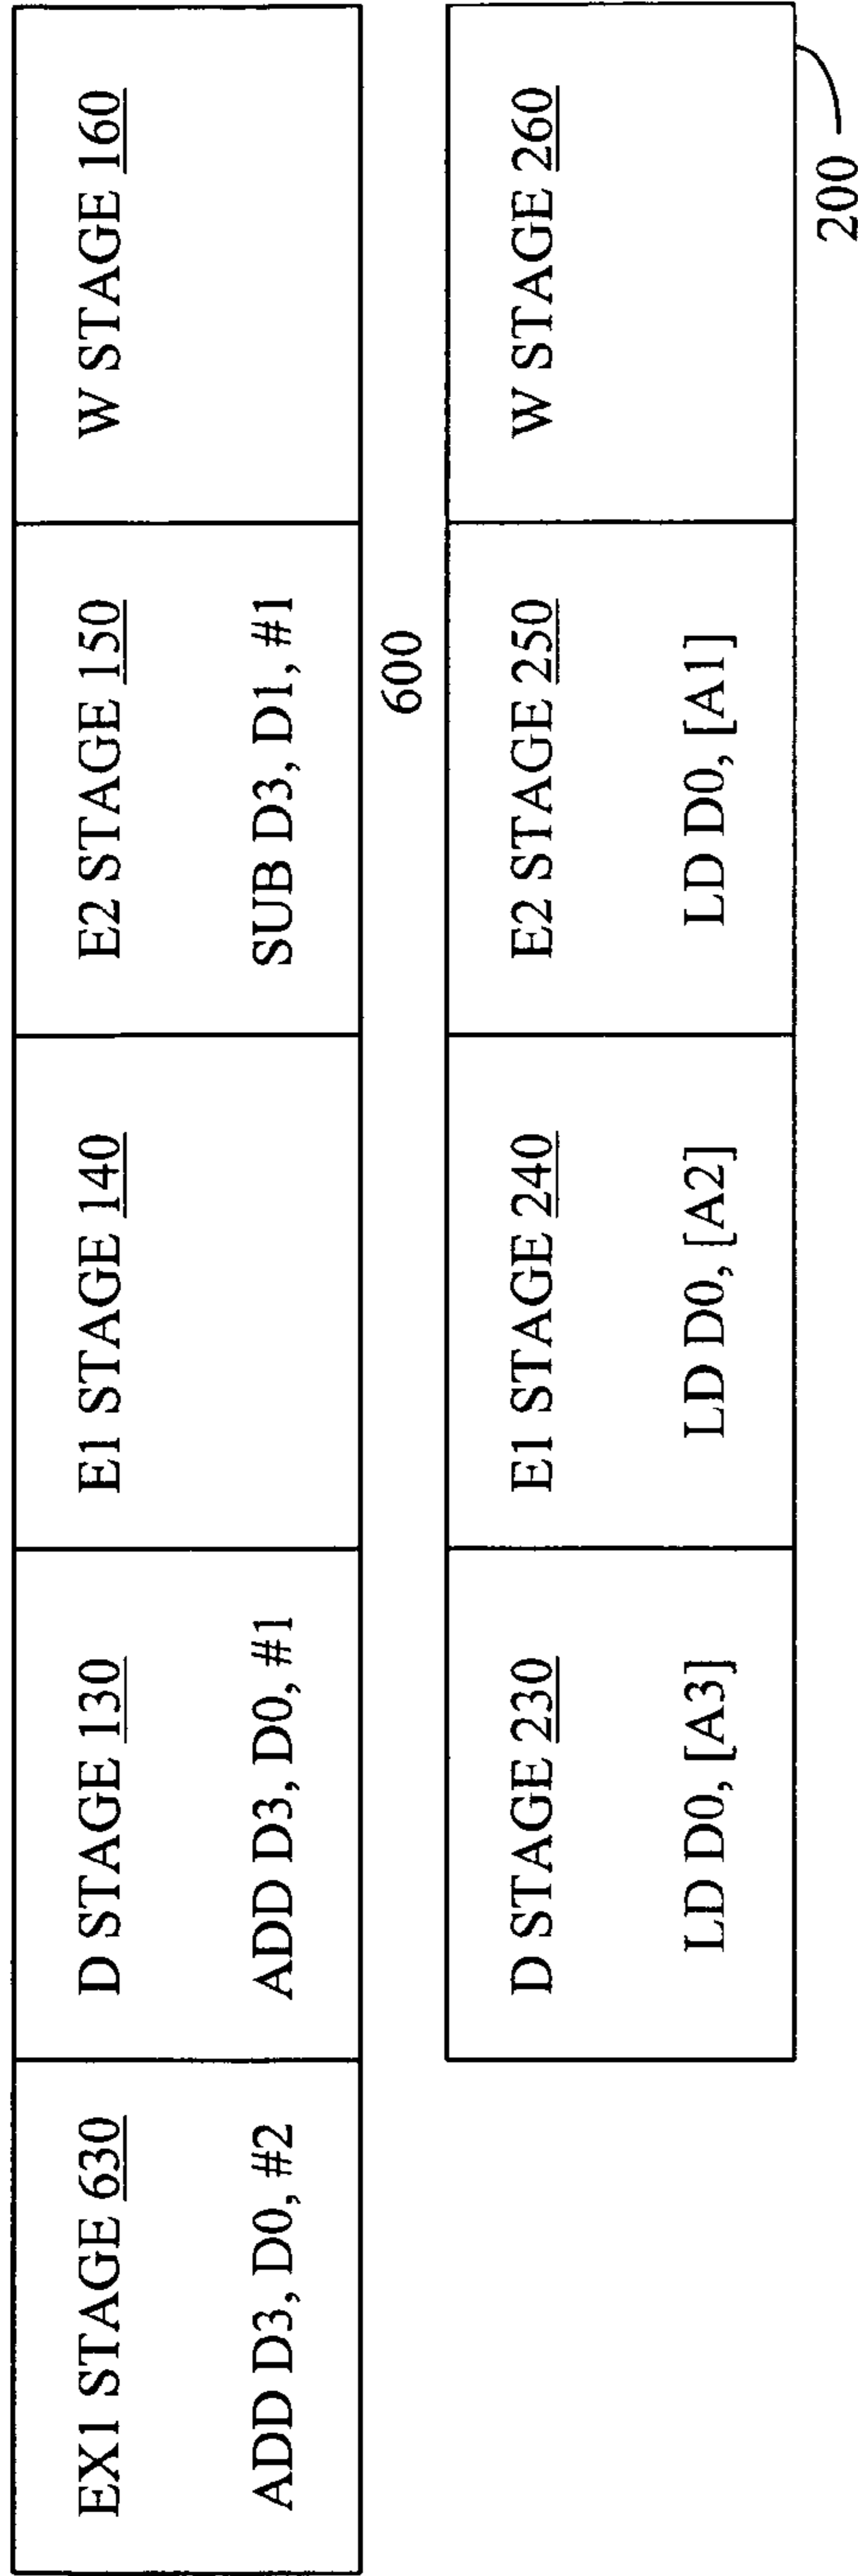 EX1 STAGE 630
ADD D3, D0, #2
D STAGE 130
ADD D3, D0, #1
E1 STAGE 140
E2 STAGE 150
SUB D3, D1, #1
W STAGE 160
600
D STAGE 230
LD D0, [A3]
E1 STAGE 240
LD D0, [A2]
E2 STAGE 250
LD D0, [A1]
W STAGE 260
200